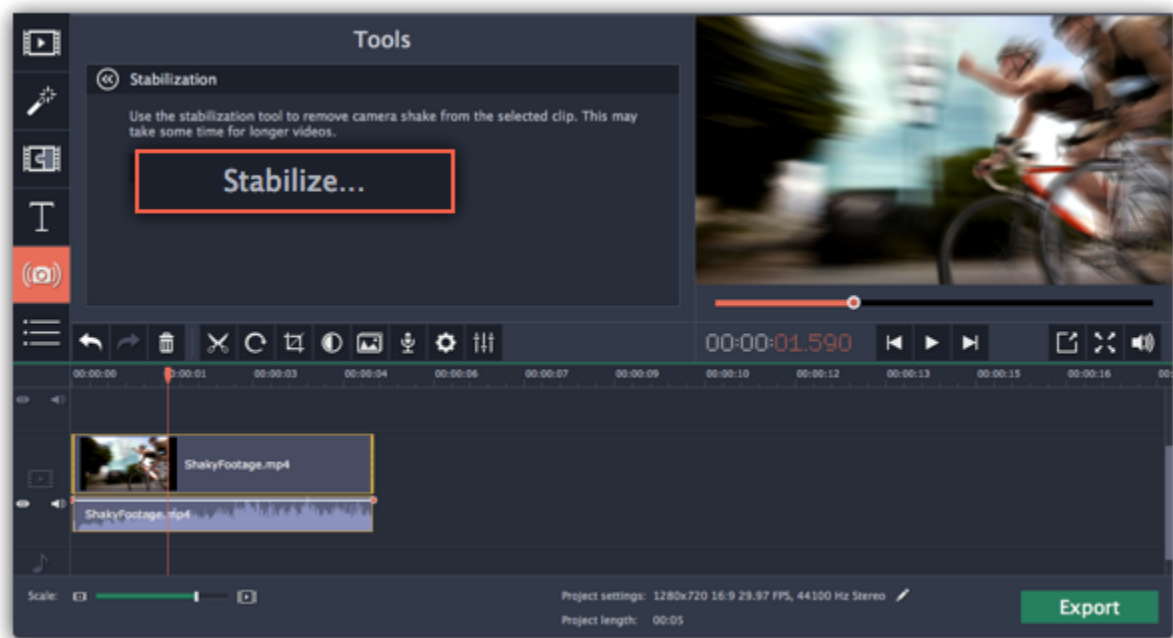 Tools
Stabilization
Use the stabilization tool to remove camera shake from the selected clip. This may
take some time for longer videos.
Stabilize...
T
00:00:01.590
00:00:00 00:00:01 00:00:03 00:00:04 00:00:06 00:00:07 00:00:09 00:00:10 00:00:12 00:00:13 00:00:15 00:00:16
ShakyFootage.mp4
ShakyFootage.mp4
Scale:
Project settings: 1280x720 16:9 29.97 FPS, 44100 Hz Stereo
Project length: 00:05
Export